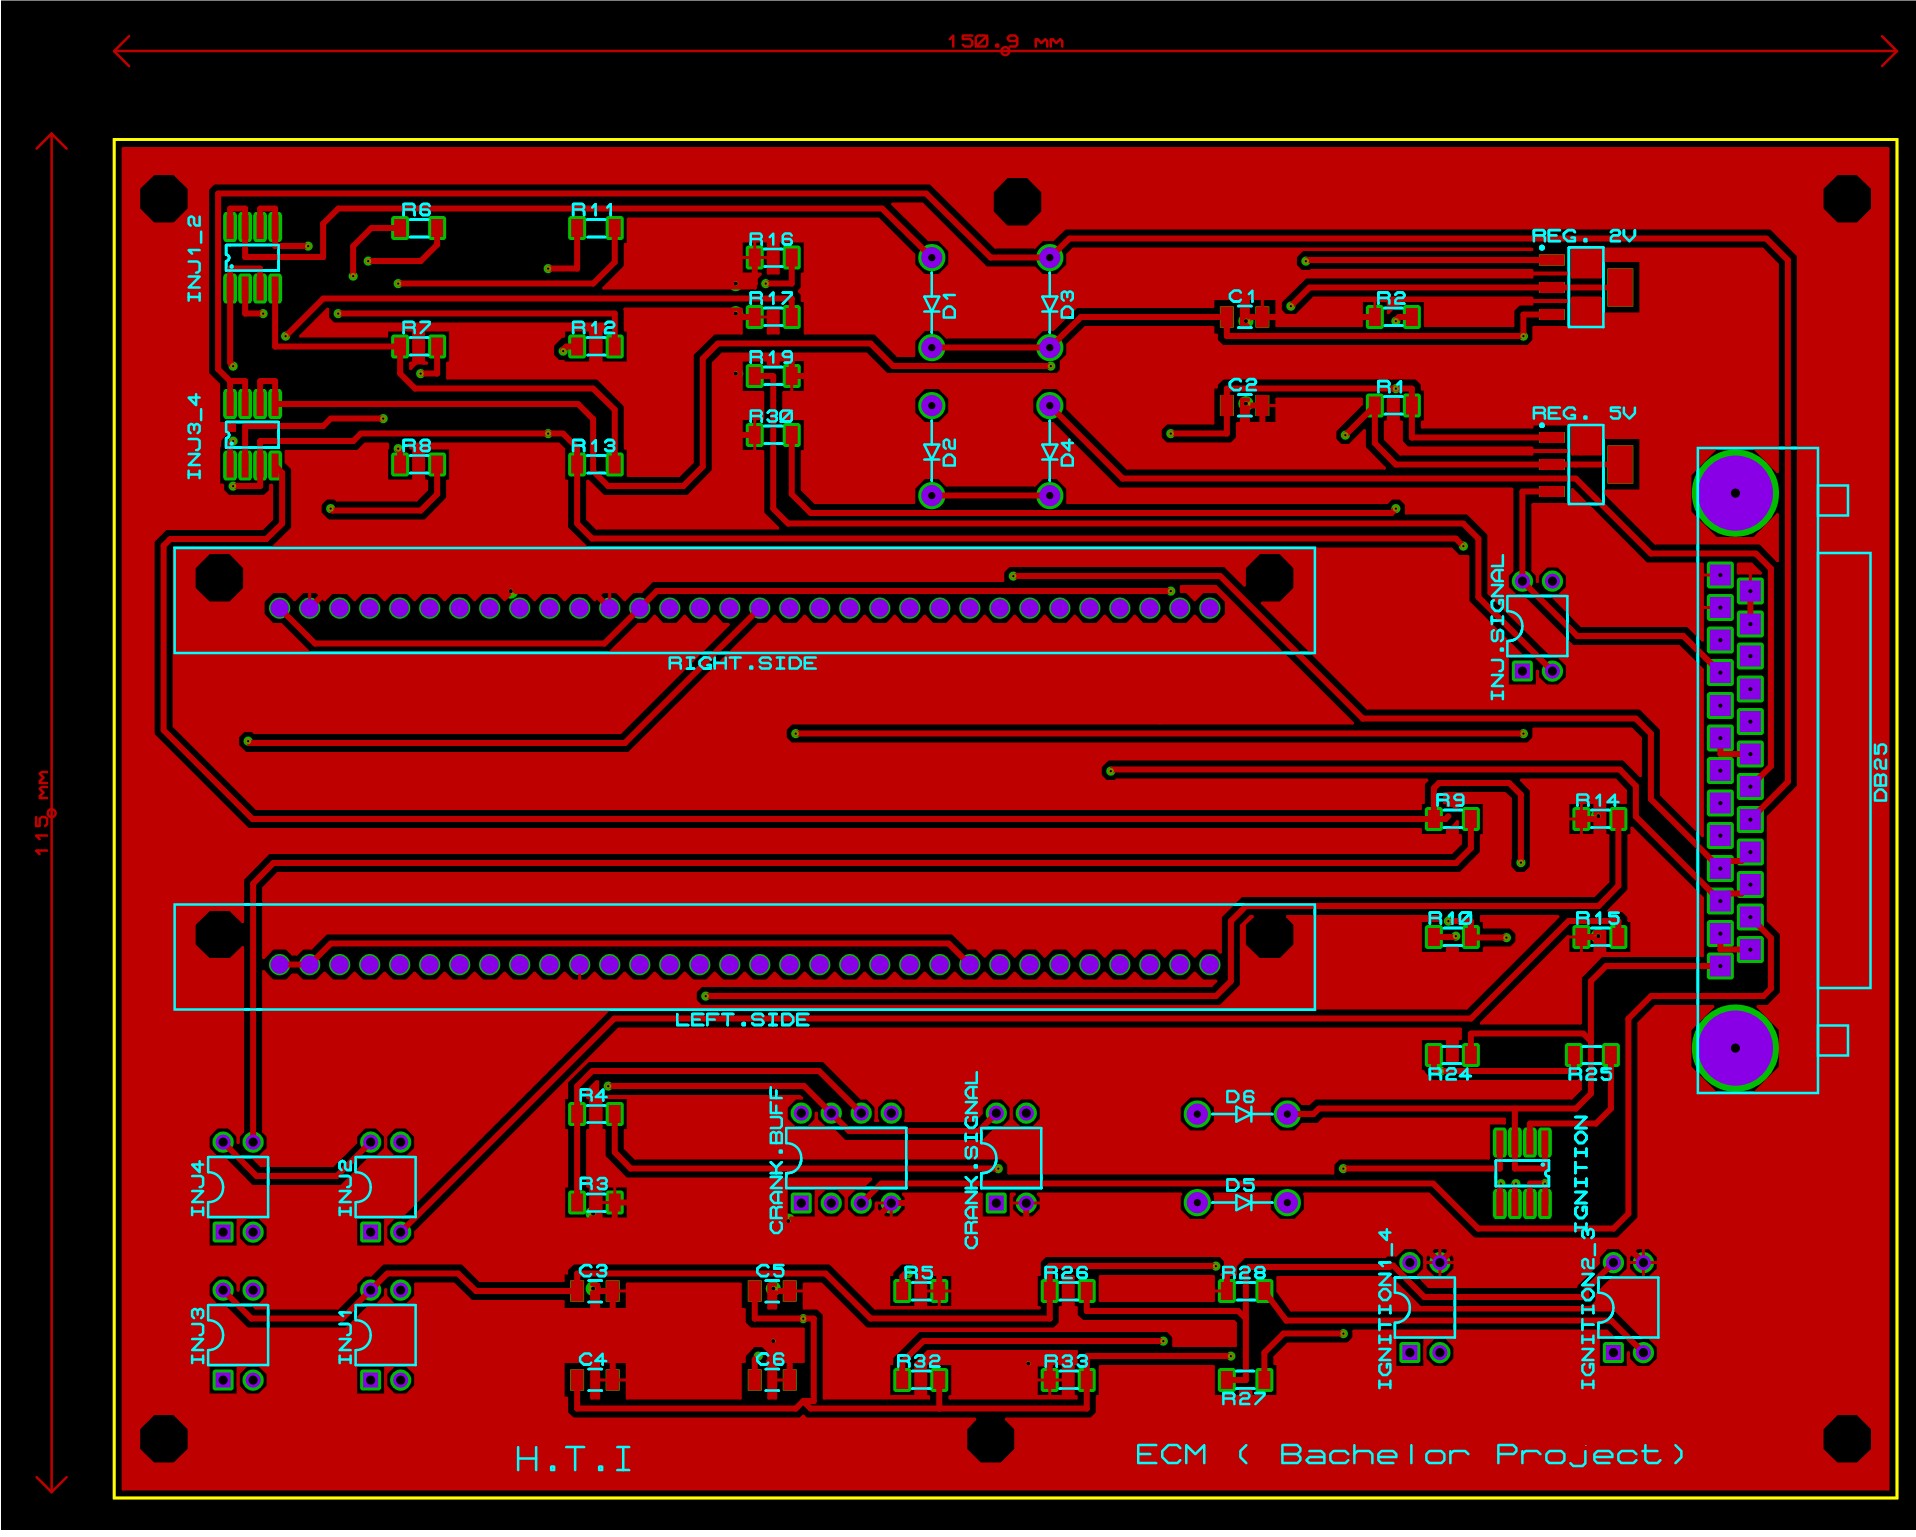 150.9 mm
115.0 mm
INJ1_2
R6
R11
R16
REG. 2V
D1
D3
C1
R2
R17
R7
R12
R19
C2
R1
R30
REG. 5V
INJ3_4
R8
R13
D2
D4
INJ.SIGNAL
RIGHT.SIDE
DB25
R9
R14
R10
R15
LEFT.SIDE
R24
R25
R4
CRANK.BUFF
CRANK.SIGNAL
D6
IGNITION
INJ4
INJ2
R3
D5
IGNITION1_4
IGNITION2_3
C3
C5
R5
R26
R28
INJ3
INJ1
C4
C6
R32
R33
R27
H.T.I
ECM ( Bachelor Project)